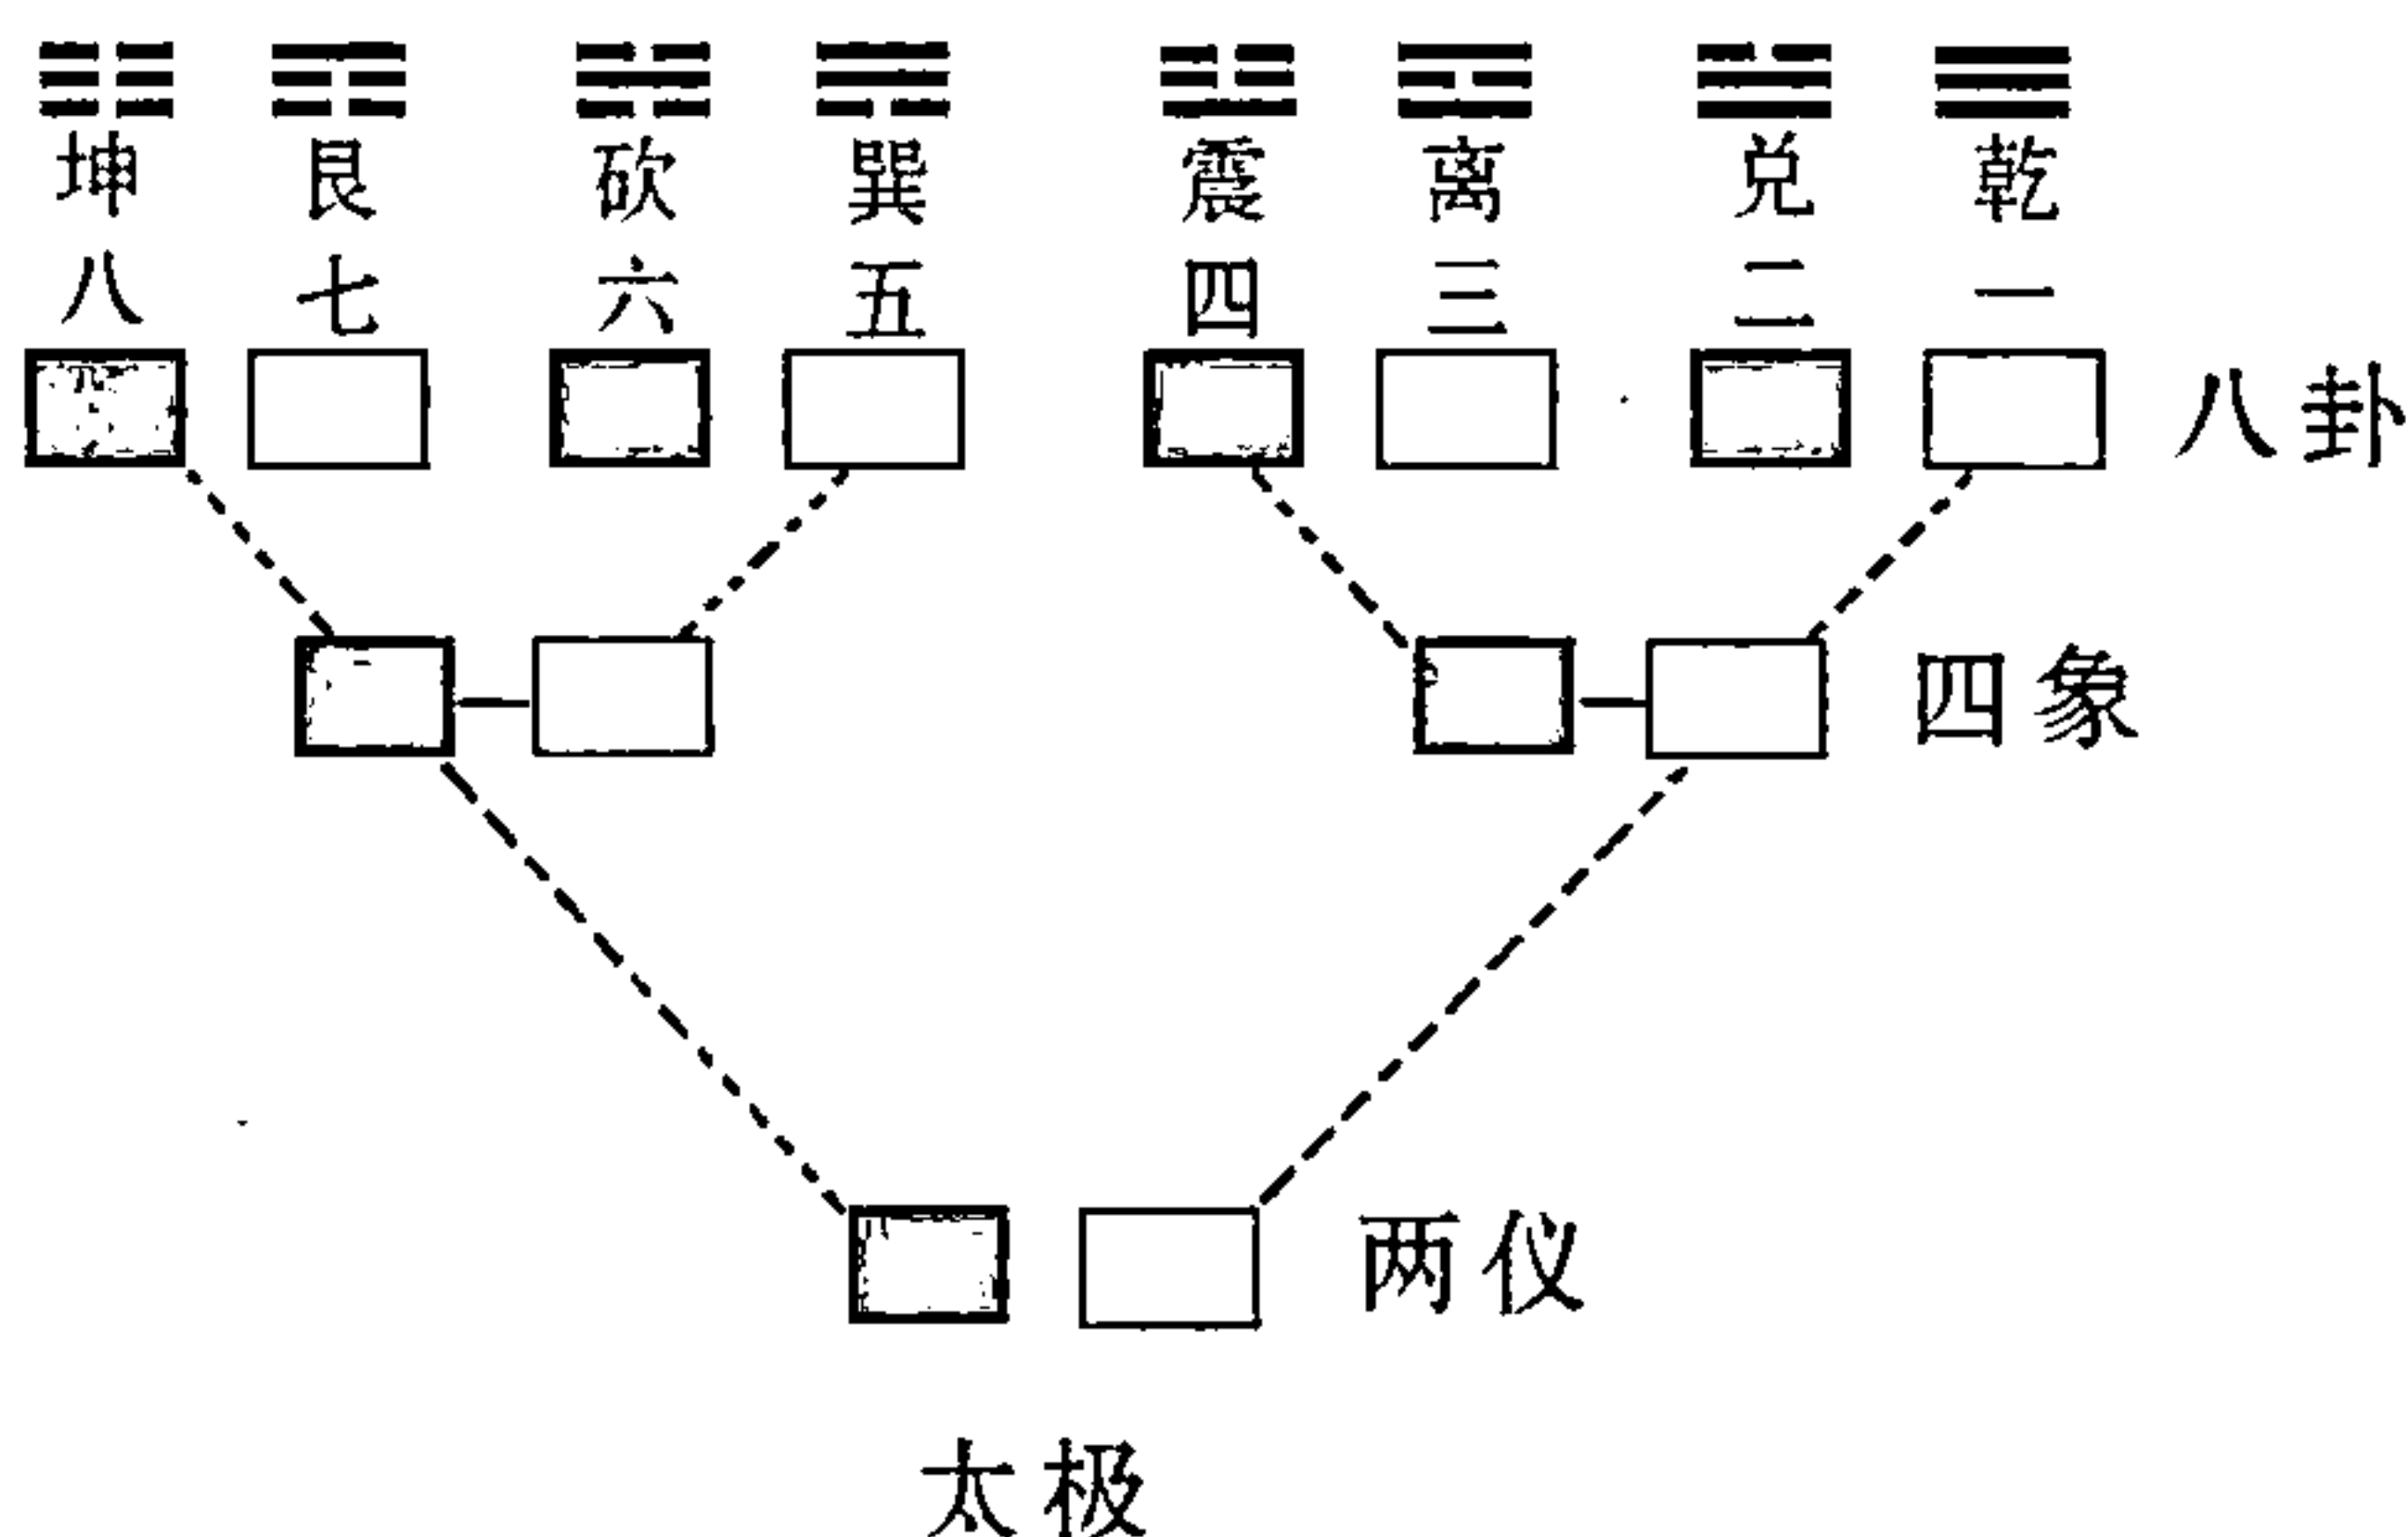 坤 艮 砍 巽 震 离 兑 乾
八 七 六 五 四 三 二 一
八卦
四象
两仪
太极